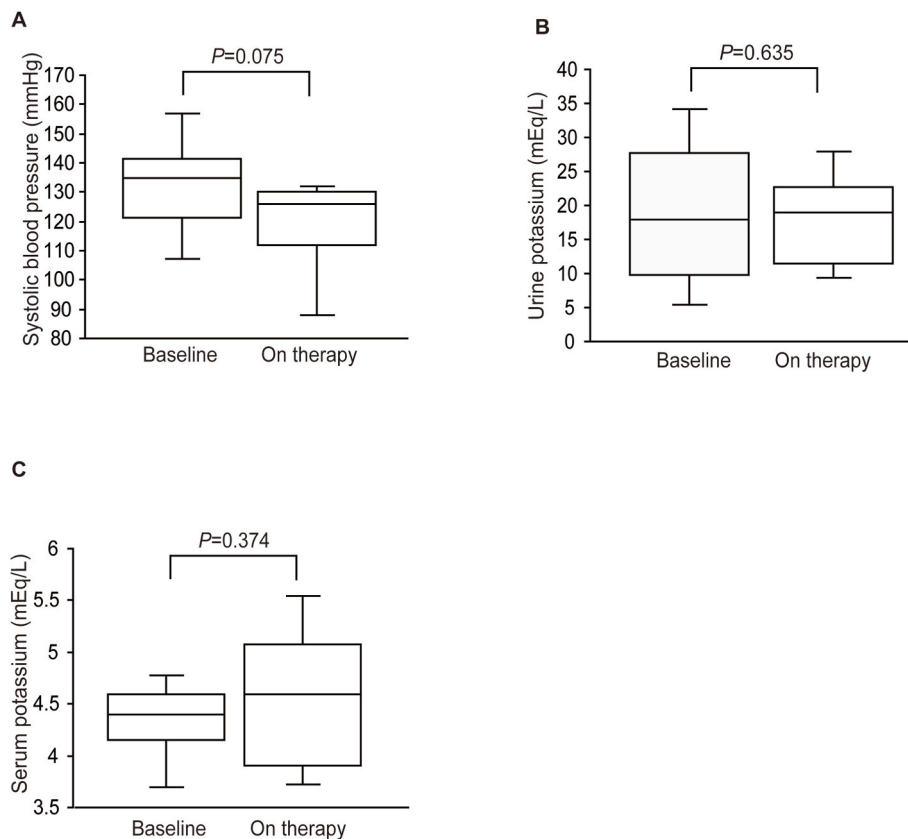 A
P=0.075
Systolic blood pressure (mmHg)
170
160
150
140
130
120
110
100
90
80
Baseline On therapy
B
P=0.635
Urine potassium (mEq/L)
40
35
30
25
20
15
10
5
0
Baseline On therapy
C
P=0.374
Serum potassium (mEq/L)
6
5.5
5
4.5
4
3.5
Baseline On therapy